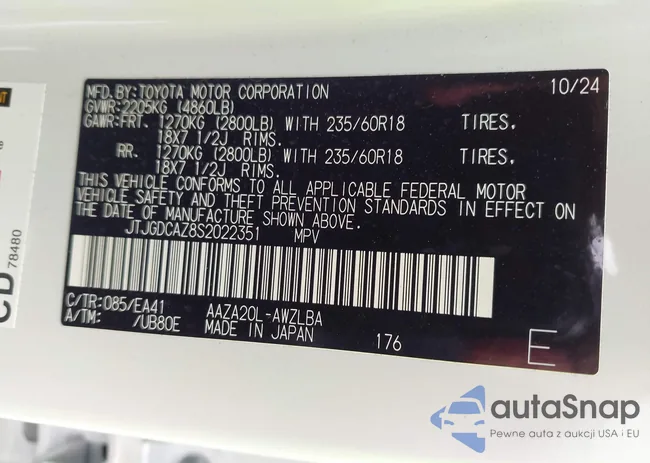 MFD.BY:TOYOTA MOTOR CORPORATION 10/24
GVWR:2205KG (4860LB)
GAWR:FRT. 1270KG (2800LB) WITH 235/60R18 TIRES,
18X7 1/2J RIMS.
RR. 1270KG (2800LB) WITH 235/60R18 TIRES,
18X7 1/2J RIMS.
THIS VEHICLE CONFORMS TO ALL APPLICABLE FEDERAL MOTOR
VEHICLE SAFETY AND THEFT PREVENTION STANDARDS IN EFFECT ON
THE DATE OF MANUFACTURE SHOWN ABOVE.
JTJGDCAZ8S2022351 MPV
C/TR:085/EA41 AAZA20L-AWZLBA
A/TM: /UB80E MADE IN JAPAN 176
E
78480
autaSnap
Pewne auta z aukcji USA i EU